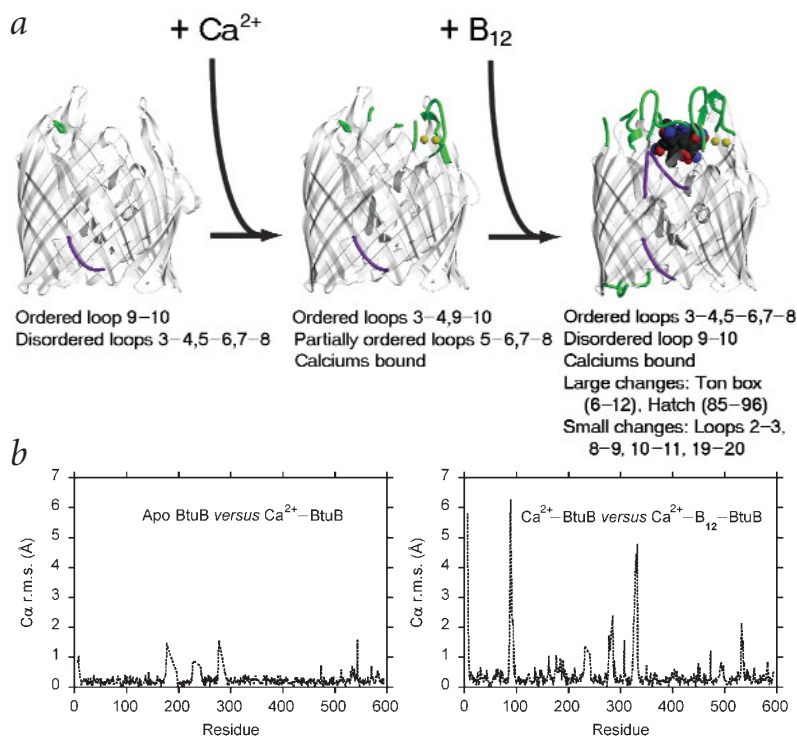 a
+ Ca2+
+ B12
Ordered loop 9–10
Disordered loops 3–4,5–6,7–8
Ordered loops 3–4,9–10
Partially ordered loops 5–6,7–8
Calciums bound
Ordered loops 3–4,5–6,7–8
Disordered loop 9–10
Calciums bound
Large changes: Ton box
(6–12), Hatch (85–96)
Small changes: Loops 2–3,
8–9, 10–11, 19–20
b
7
6
5
4
3
2
1
0
Cα r.m.s. (Å)
Apo BtuB versus Ca2+–BtuB
0 100 200 300 400 500 600
Residue
7
6
5
4
3
2
1
0
Cα r.m.s. (Å)
Ca2+–BtuB versus Ca2+–B12–BtuB
0 100 200 300 400 500 600
Residue